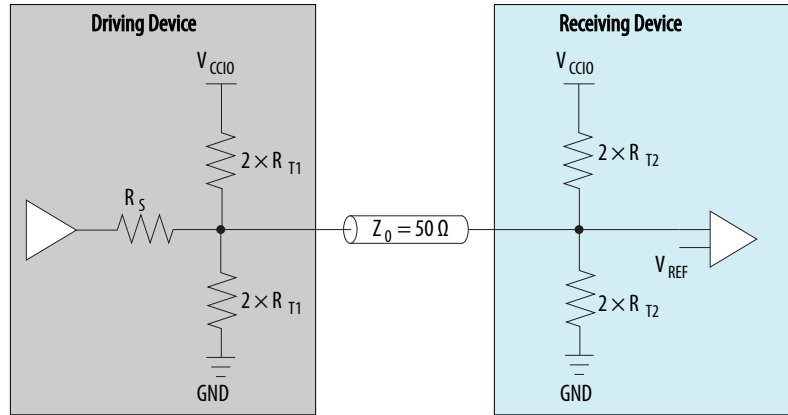 Driving Device
V CCIO
2 × R T1
R S
2 × R T1
GND
Z 0 = 50 Ω
Receiving Device
V CCIO
2 × R T2
V REF
2 × R T2
GND